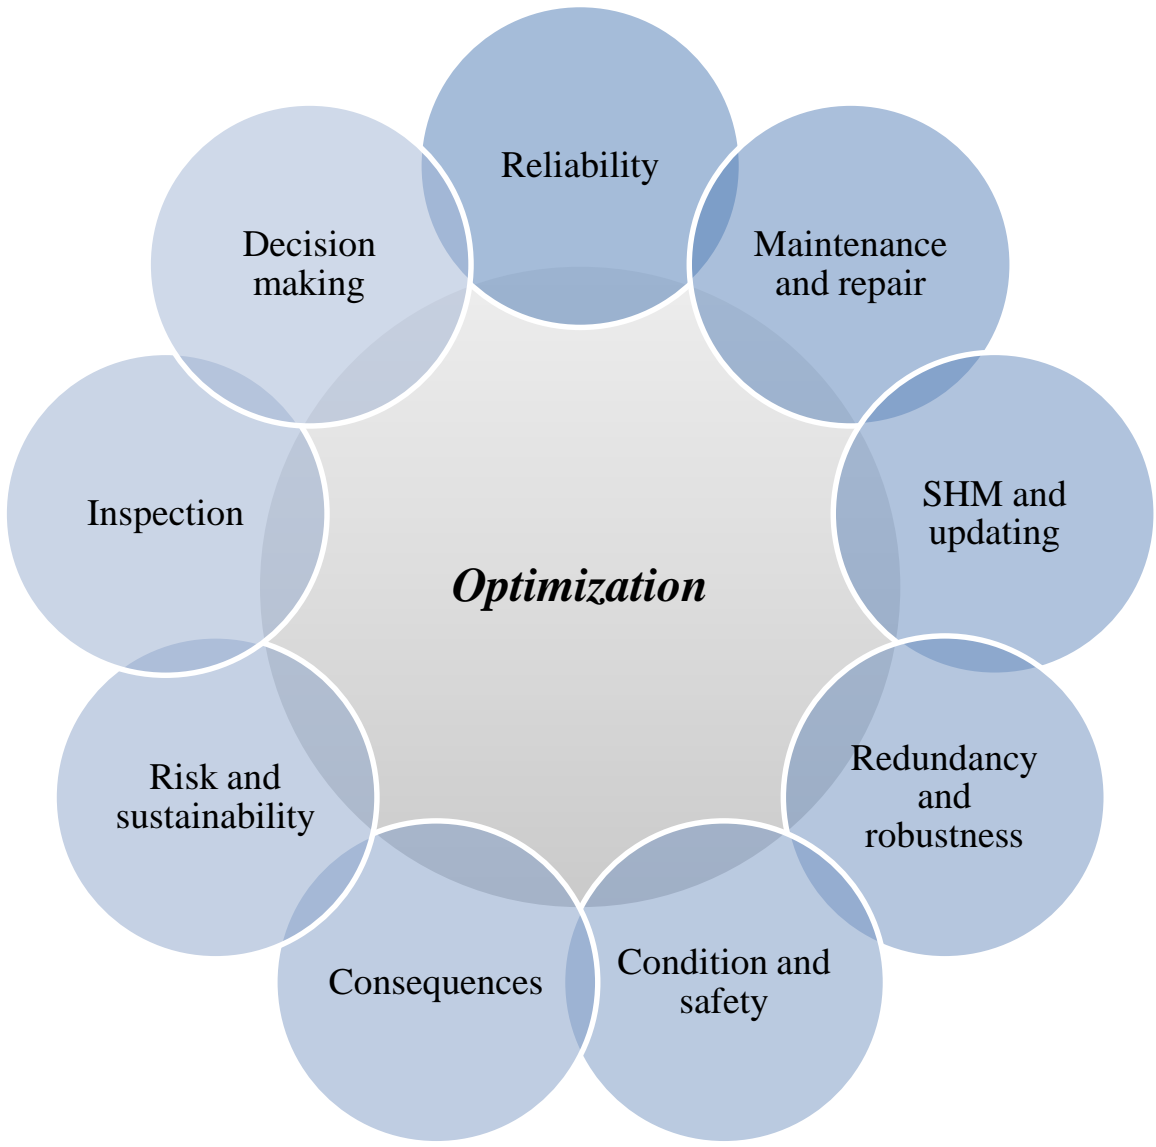 Reliability
Maintenance
and repair
SHM and
updating
Redundancy
and
robustness
Condition and
safety
Consequences
Risk and
sustainability
Inspection
Decision
making
Optimization